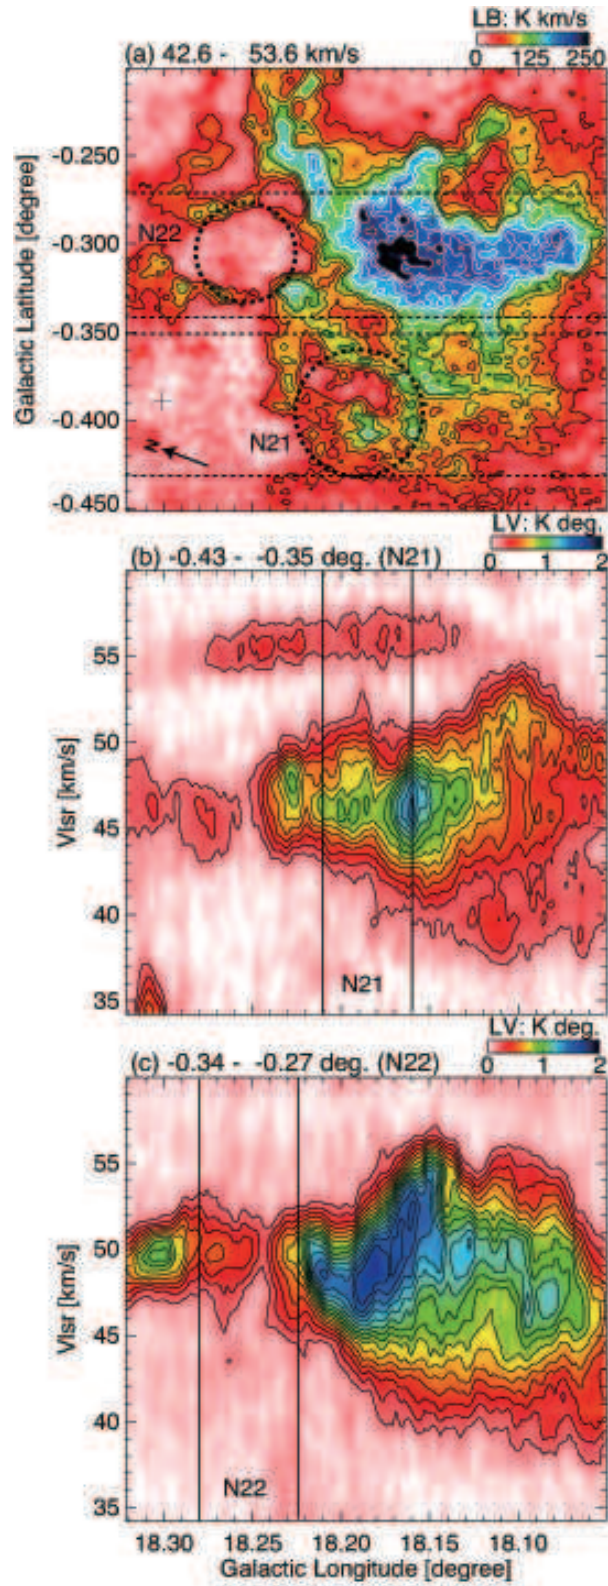 LB: K km/s
(a) 42.6 - 53.6 km/s
0 125 250
-0.250
N22
-0.300
-0.350
-0.400
N21
N
-0.450
Galactic Latitude [degree]
LV: K deg.
(b) -0.43 - -0.35 deg. (N21)
0 1 2
55
50
45
40
35
Vlsr [km/s]
N21
LV: K deg.
(c) -0.34 - -0.27 deg. (N22)
0 1 2
55
50
45
40
35
Vlsr [km/s]
N22
18.30 18.25 18.20 18.15 18.10
Galactic Longitude [degree]